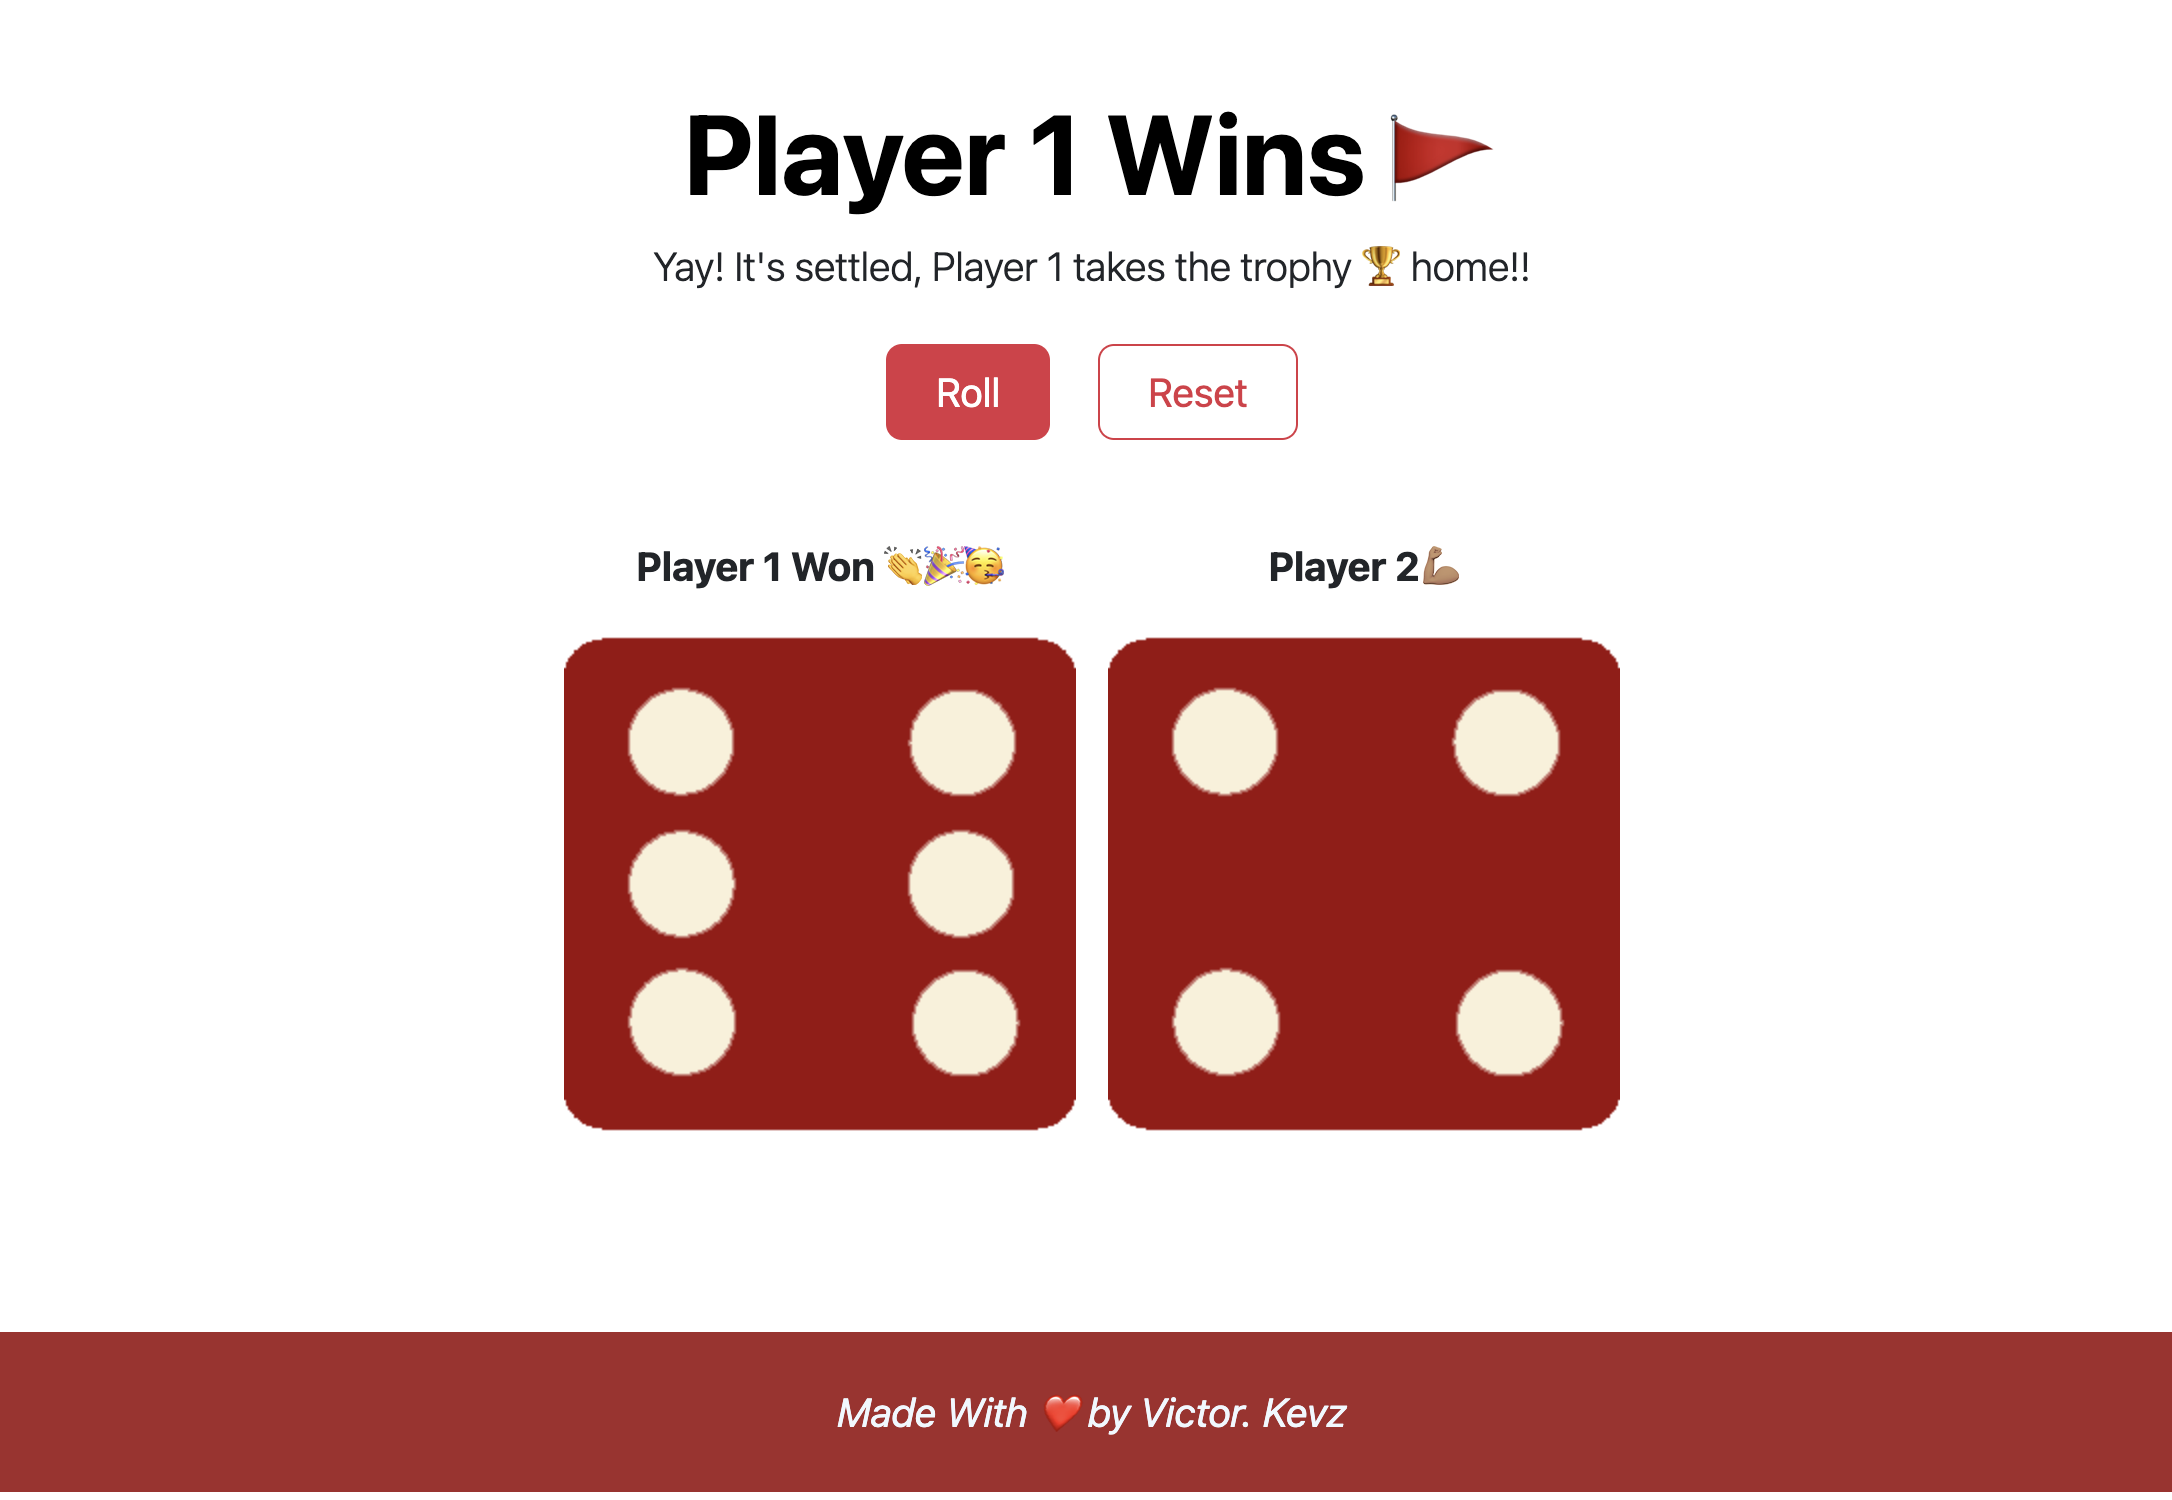 Player 1 Wins 🚩
Yay! It's settled, Player 1 takes the trophy 🏆 home!!
Roll
Reset
Player 1 Won 👏🎉🥳
Player 2💪🏽
Made With ❤️ by Victor. Kevz